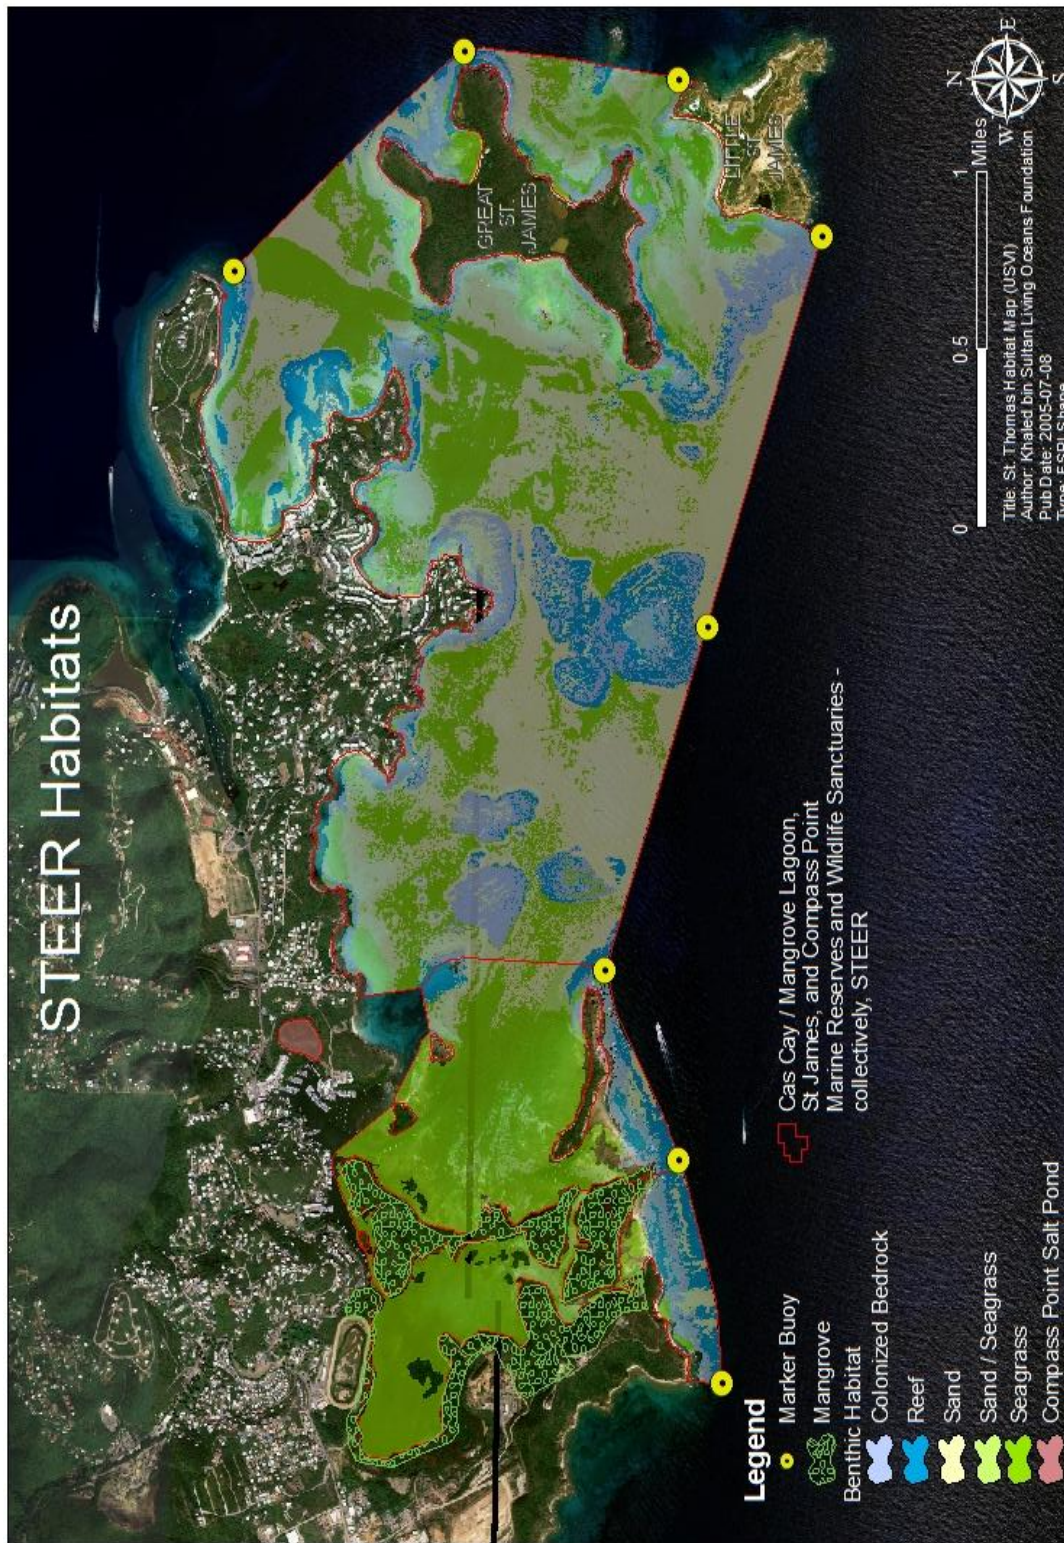 STEER Habitats
GREAT
ST
JAMES
LITTLE
ST
JAMES
N
E
S
W
0
0.5
1
Miles
Title: St. Thomas Habitat Map (USVI)
Author: Khaled bin Sultan Living Oceans Foundation
Pub Date: 2005-07-08
Legend
Marker Buoy
Mangrove
Benthic Habitat
Colonized Bedrock
Reef
Sand
Sand / Seagrass
Seagrass
Compass Point Salt Pond
Cas Cay / Mangrove Lagoon,
St James, and Compass Point
Marine Reserves and Wildlife Sanctuaries -
collectively, STEER